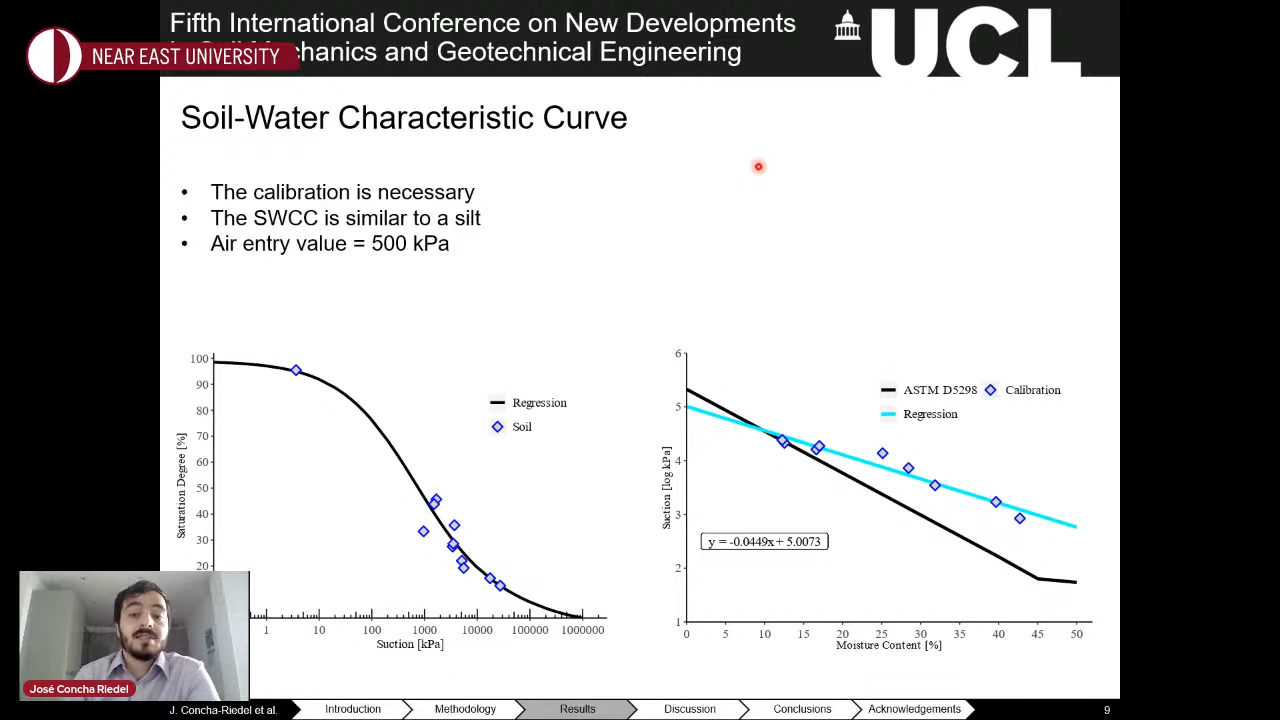 Fifth International Conference on New Developments
chanics and Geotechnical Engineering
UCL
NEAR EAST UNIVERSITY
Soil-Water Characteristic Curve
• The calibration is necessary
• The SWCC is similar to a silt
• Air entry value = 500 kPa
100
90
80
70
60
50
40
30
20
Saturation Degree [%]
Regression
Soil
1 10 100 1000 10000 100000 1000000
Suction [kPa]
6
5
4
3
2
1
Suction [log kPa]
ASTM D5298 Calibration
Regression
y = -0.0449x + 5.0073
0 5 10 15 20 25 30 35 40 45 50
Moisture Content [%]
José Concha Riedel
J. Concha-Riedel et al. Introduction Methodology Results Discussion Conclusions Acknowledgements 9